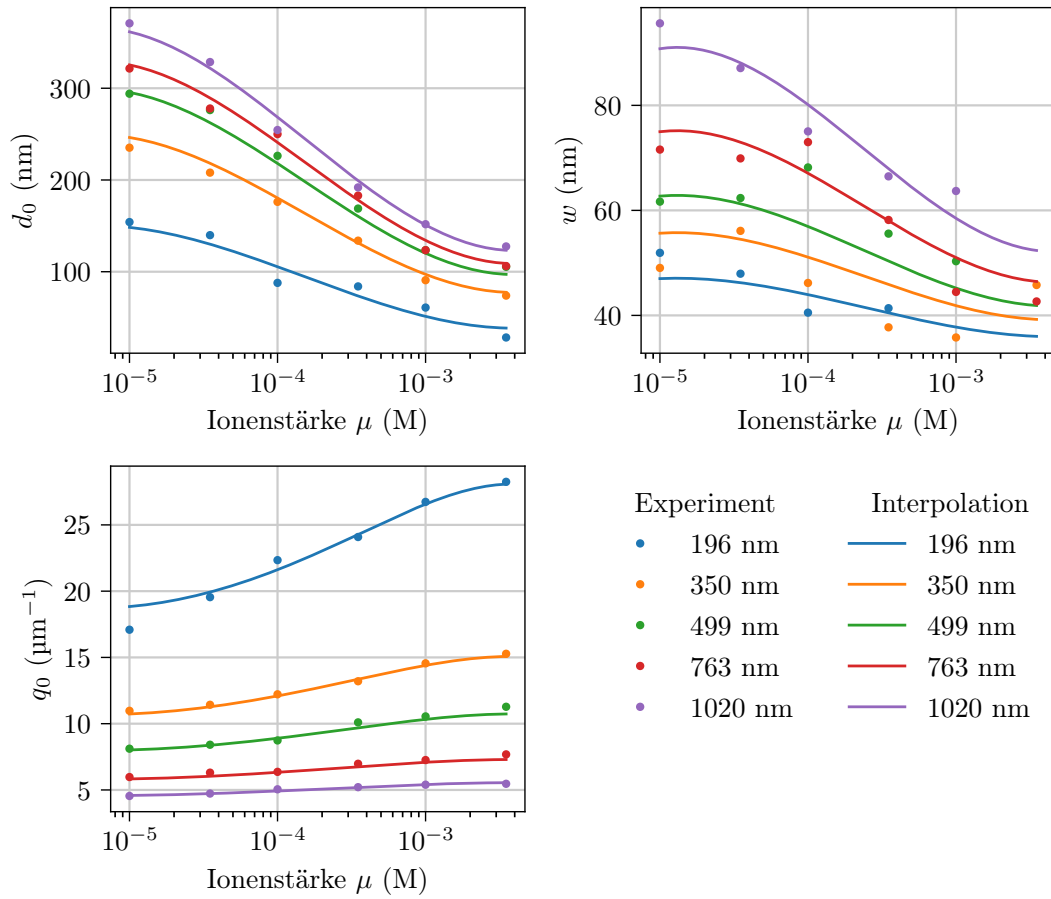 300
200
100
d₀ (nm)
10⁻⁵ 10⁻⁴ 10⁻³
Ionenstärke μ (M)
80
60
40
w (nm)
10⁻⁵ 10⁻⁴ 10⁻³
Ionenstärke μ (M)
25
20
15
10
5
q₀ (μm⁻¹)
10⁻⁵ 10⁻⁴ 10⁻³
Ionenstärke μ (M)
Experiment Interpolation
196 nm 196 nm
350 nm 350 nm
499 nm 499 nm
763 nm 763 nm
1020 nm 1020 nm